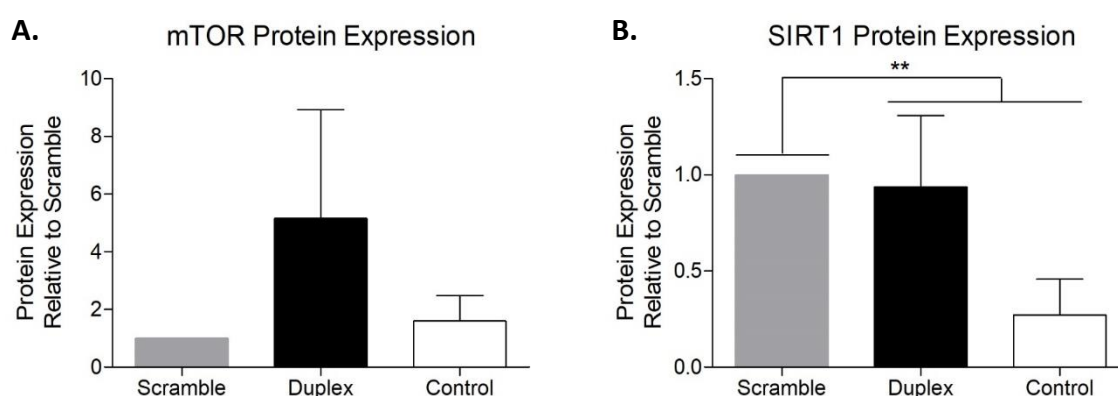 A.
mTOR Protein Expression
Protein Expression
Relative to Scramble
10
8
6
4
2
0
Scramble
Duplex
Control
B.
SIRT1 Protein Expression
**
Protein Expression
Relative to Scramble
1.5
1.0
0.5
0.0
Scramble
Duplex
Control